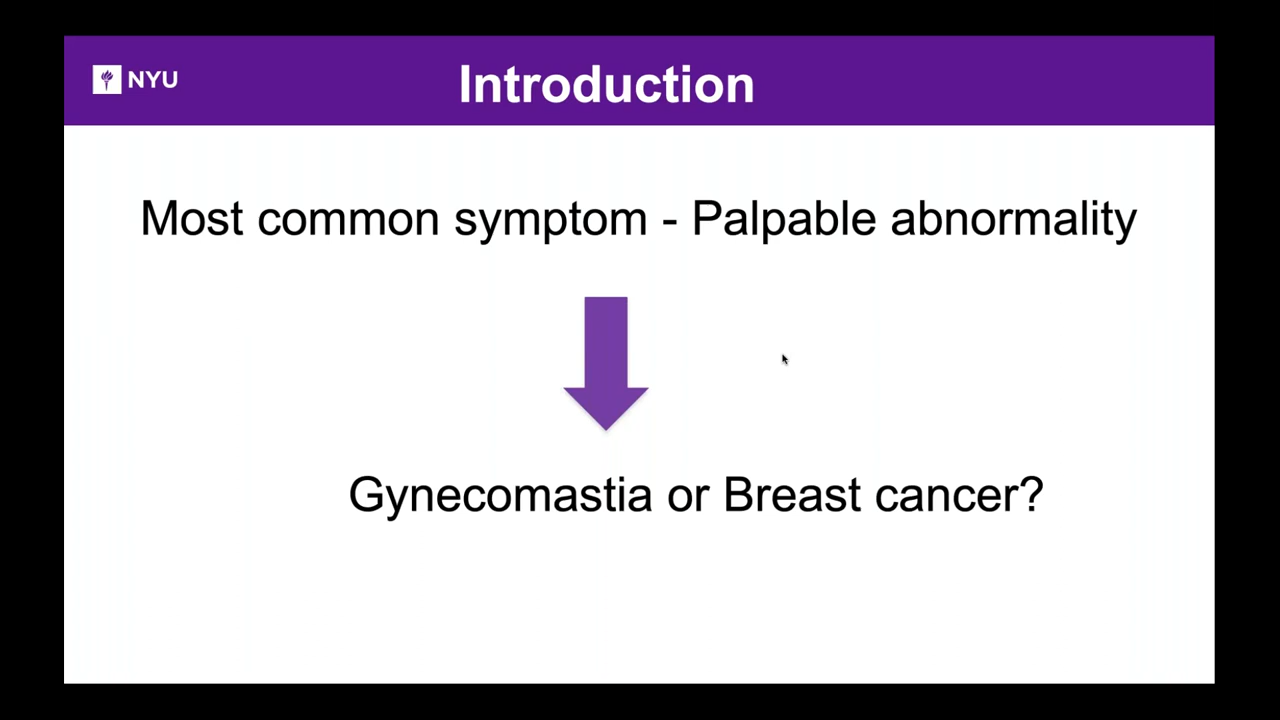 NYU
Introduction
Most common symptom - Palpable abnormality
Gynecomastia or Breast cancer?